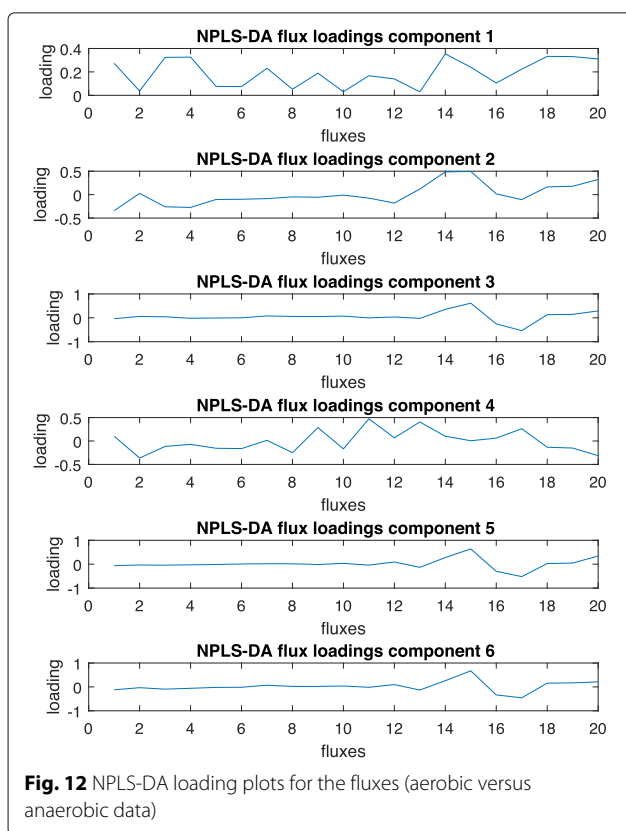 NPLS-DA flux loadings component 1
loading
0.4
0.2
0
0 2 4 6 8 10 12 14 16 18 20
fluxes
NPLS-DA flux loadings component 2
loading
0.5
0
-0.5
0 2 4 6 8 10 12 14 16 18 20
fluxes
NPLS-DA flux loadings component 3
loading
1
0
-1
0 2 4 6 8 10 12 14 16 18 20
fluxes
NPLS-DA flux loadings component 4
loading
0.5
0
-0.5
0 2 4 6 8 10 12 14 16 18 20
fluxes
NPLS-DA flux loadings component 5
loading
1
0
-1
0 2 4 6 8 10 12 14 16 18 20
fluxes
NPLS-DA flux loadings component 6
loading
1
0
-1
0 2 4 6 8 10 12 14 16 18 20
fluxes
Fig. 12 NPLS-DA loading plots for the fluxes (aerobic versus
anaerobic data)